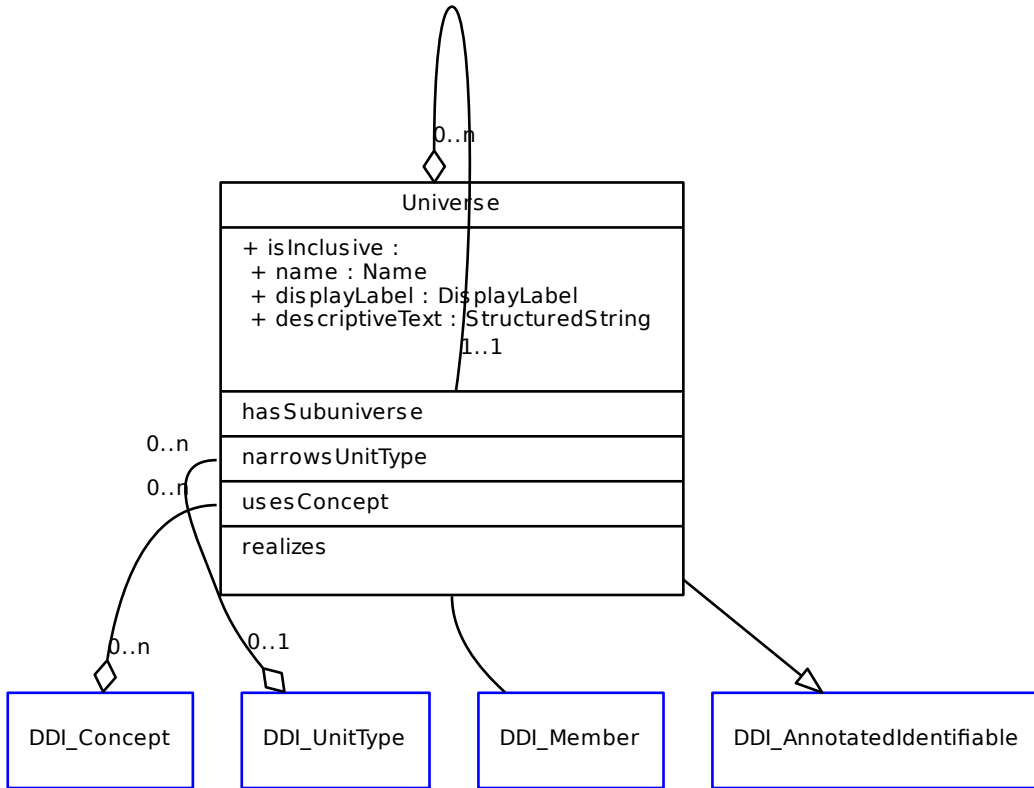 0..n
Universe
+ isInclusive :
+ name : Name
+ displayLabel : DisplayLabel
+ descriptiveText : StructuredString
1..1
hasSubuniverse
0..n
narrowsUnitType
0..n
usesConcept
realizes
0..n
0..1
DDI_Concept
DDI_UnitType
DDI_Member
DDI_AnnotatedIdentifiable